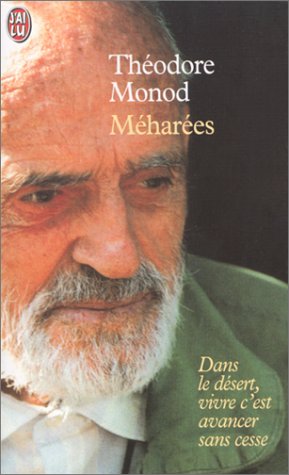 J'AI
LU
Théodore
Monod
Méharées
Dans
le désert,
vivre c'est
avancer
sans cesse